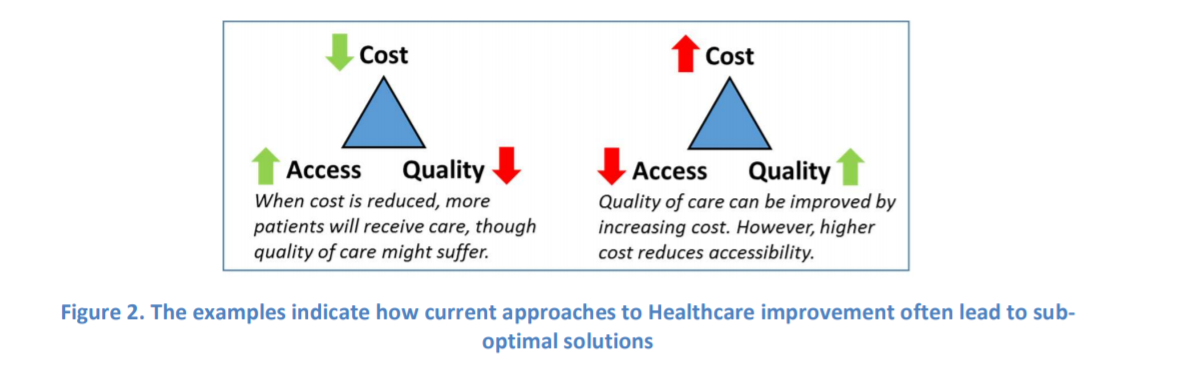 Cost
Access Quality
When cost is reduced, more
patients will receive care, though
quality of care might suffer.
Cost
Access Quality
Quality of care can be improved by
increasing cost. However, higher
cost reduces accessibility.
Figure 2. The examples indicate how current approaches to Healthcare improvement often lead to sub-
optimal solutions